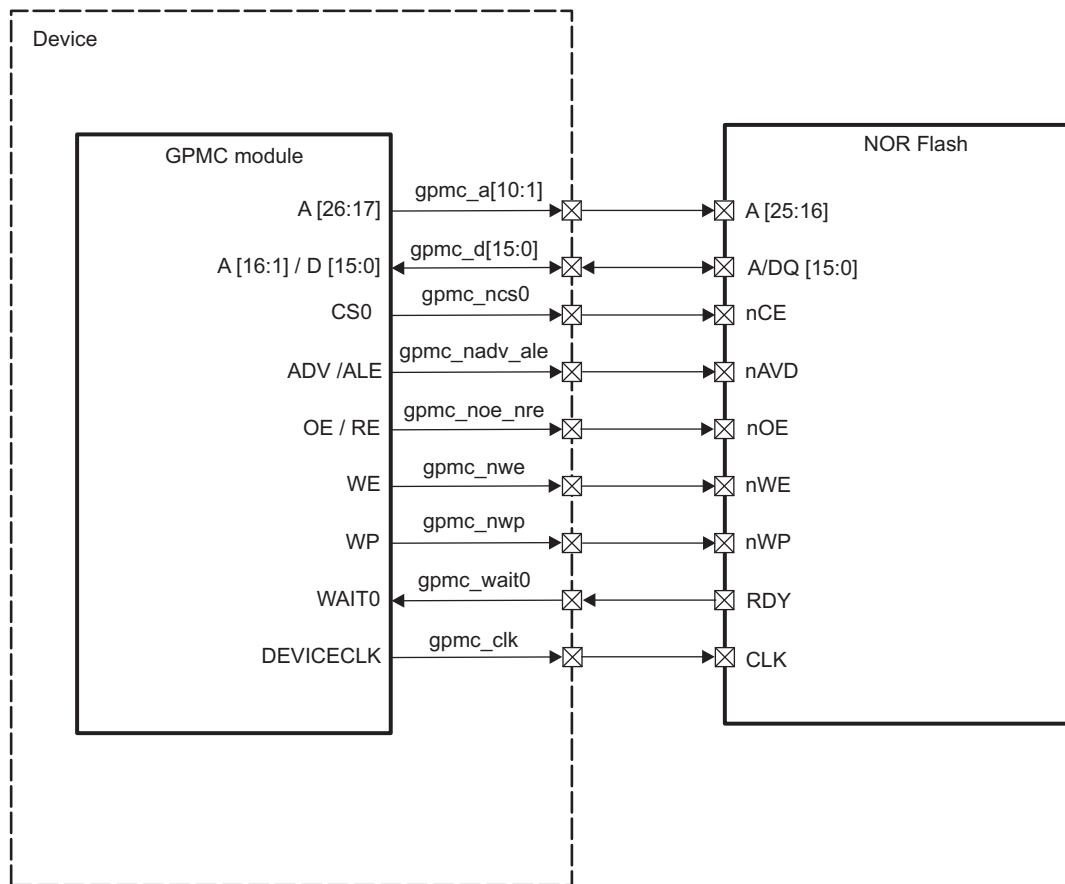 Device
GPMC module
NOR Flash
A [26:17] gpmc_a[10:1] A [25:16]
A [16:1] / D [15:0] gpmc_d[15:0] A/DQ [15:0]
CS0 gpmc_ncs0 nCE
ADV /ALE gpmc_nadv_ale nAVD
OE / RE gpmc_noe_nre nOE
WE gpmc_nwe nWE
WP gpmc_nwp nWP
WAIT0 gpmc_wait0 RDY
DEVICECLK gpmc_clk CLK